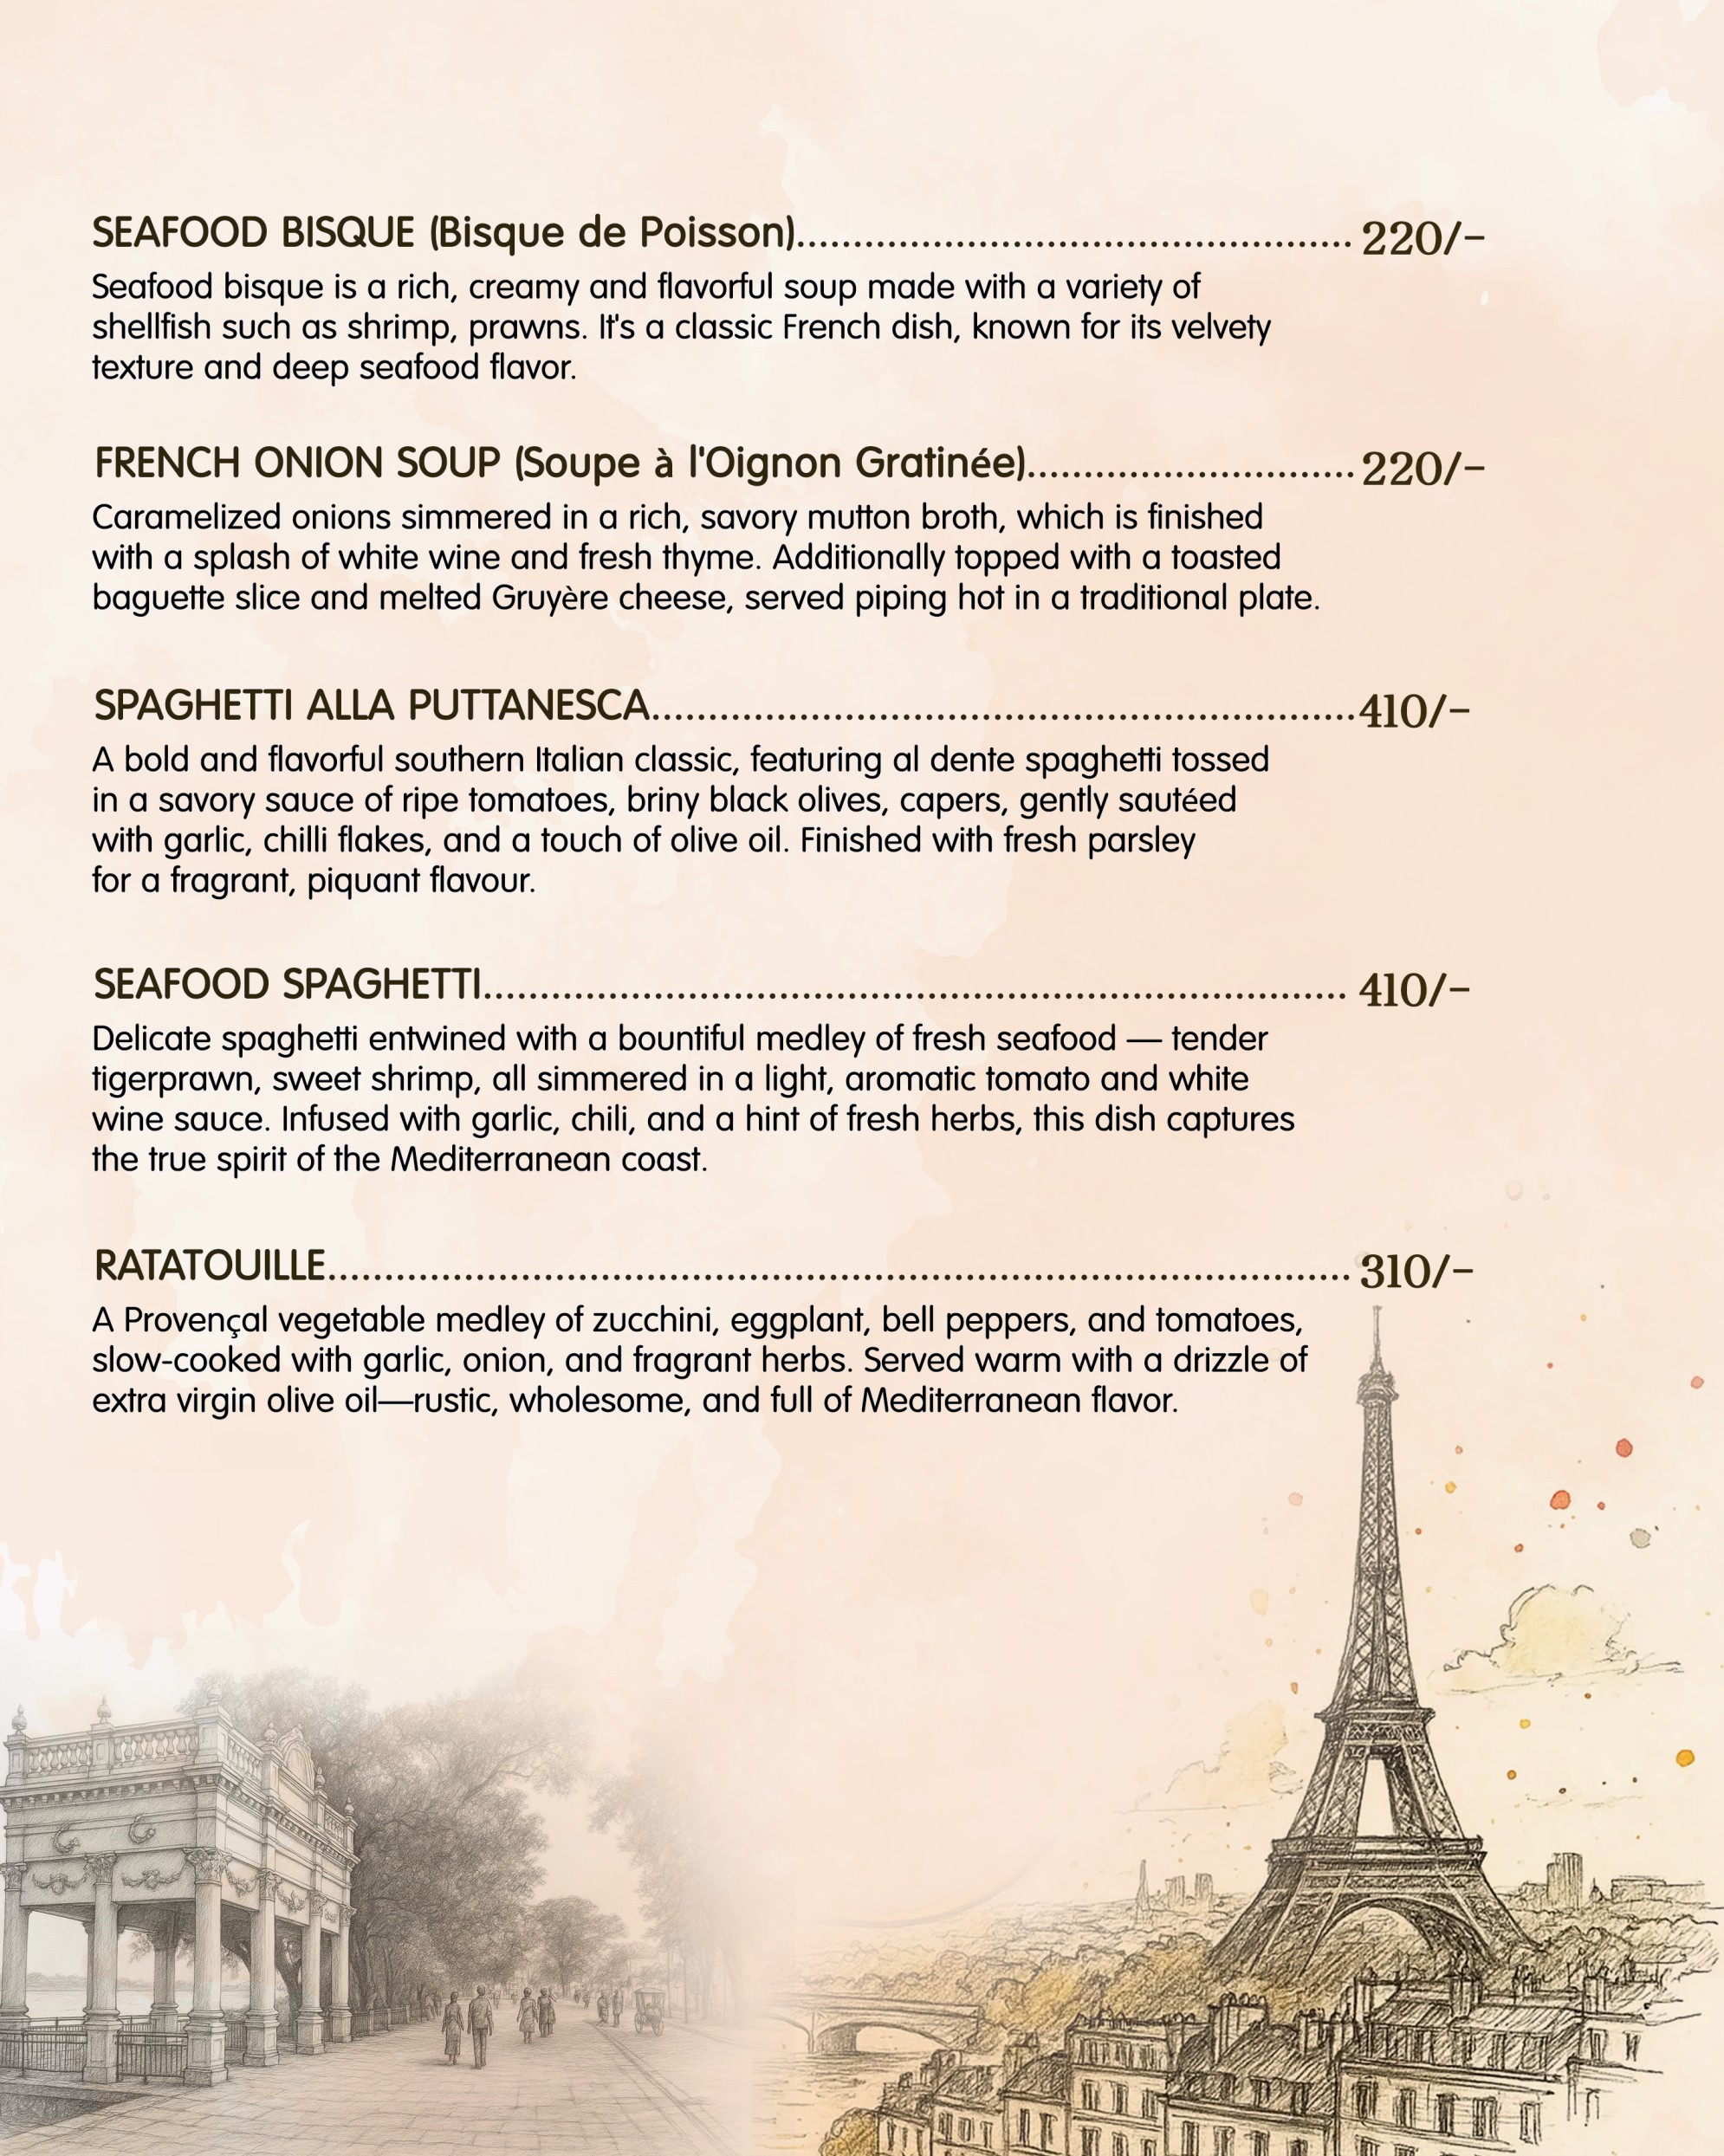 SEAFOOD BISQUE (Bisque de Poisson)................................................ 220/-
Seafood bisque is a rich, creamy and flavorful soup made with a variety of
shellfish such as shrimp, prawns. It's a classic French dish, known for its velvety
texture and deep seafood flavor.
FRENCH ONION SOUP (Soupe à l'Oignon Gratinée)............................ 220/-
Caramelized onions simmered in a rich, savory mutton broth, which is finished
with a splash of white wine and fresh thyme. Additionally topped with a toasted
baguette slice and melted Gruyère cheese, served piping hot in a traditional plate.
SPAGHETTI ALLA PUTTANESCA.............................................................410/-
A bold and flavorful southern Italian classic, featuring al dente spaghetti tossed
in a savory sauce of ripe tomatoes, briny black olives, capers, gently sautéed
with garlic, chilli flakes, and a touch of olive oil. Finished with fresh parsley
for a fragrant, piquant flavour.
SEAFOOD SPAGHETTI........................................................................... 410/-
Delicate spaghetti entwined with a bountiful medley of fresh seafood — tender
tigerprawn, sweet shrimp, all simmered in a light, aromatic tomato and white
wine sauce. Infused with garlic, chili, and a hint of fresh herbs, this dish captures
the true spirit of the Mediterranean coast.
RATATOUILLE......................................................................................... 310/-
A Provençal vegetable medley of zucchini, eggplant, bell peppers, and tomatoes,
slow-cooked with garlic, onion, and fragrant herbs. Served warm with a drizzle of
extra virgin olive oil—rustic, wholesome, and full of Mediterranean flavor.